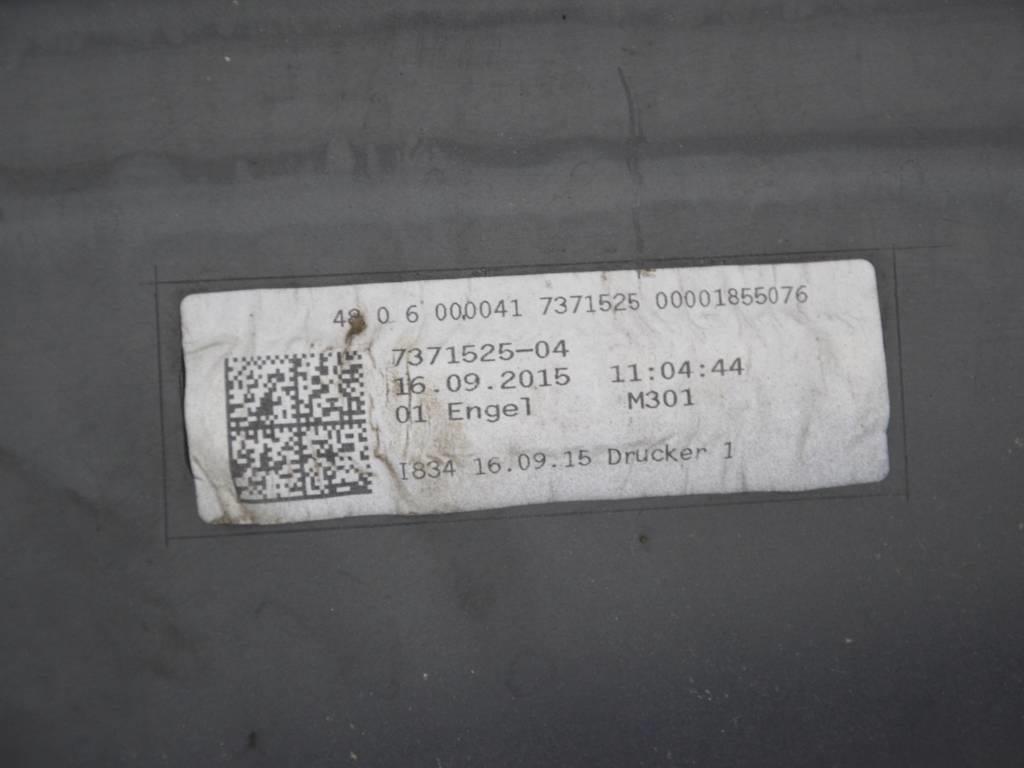 48 0 6 000041 7371525 00001855076
7371525-04
16.09.2015 11:04:44
01 Engel M301
I834 16.09.15 Drucker 1